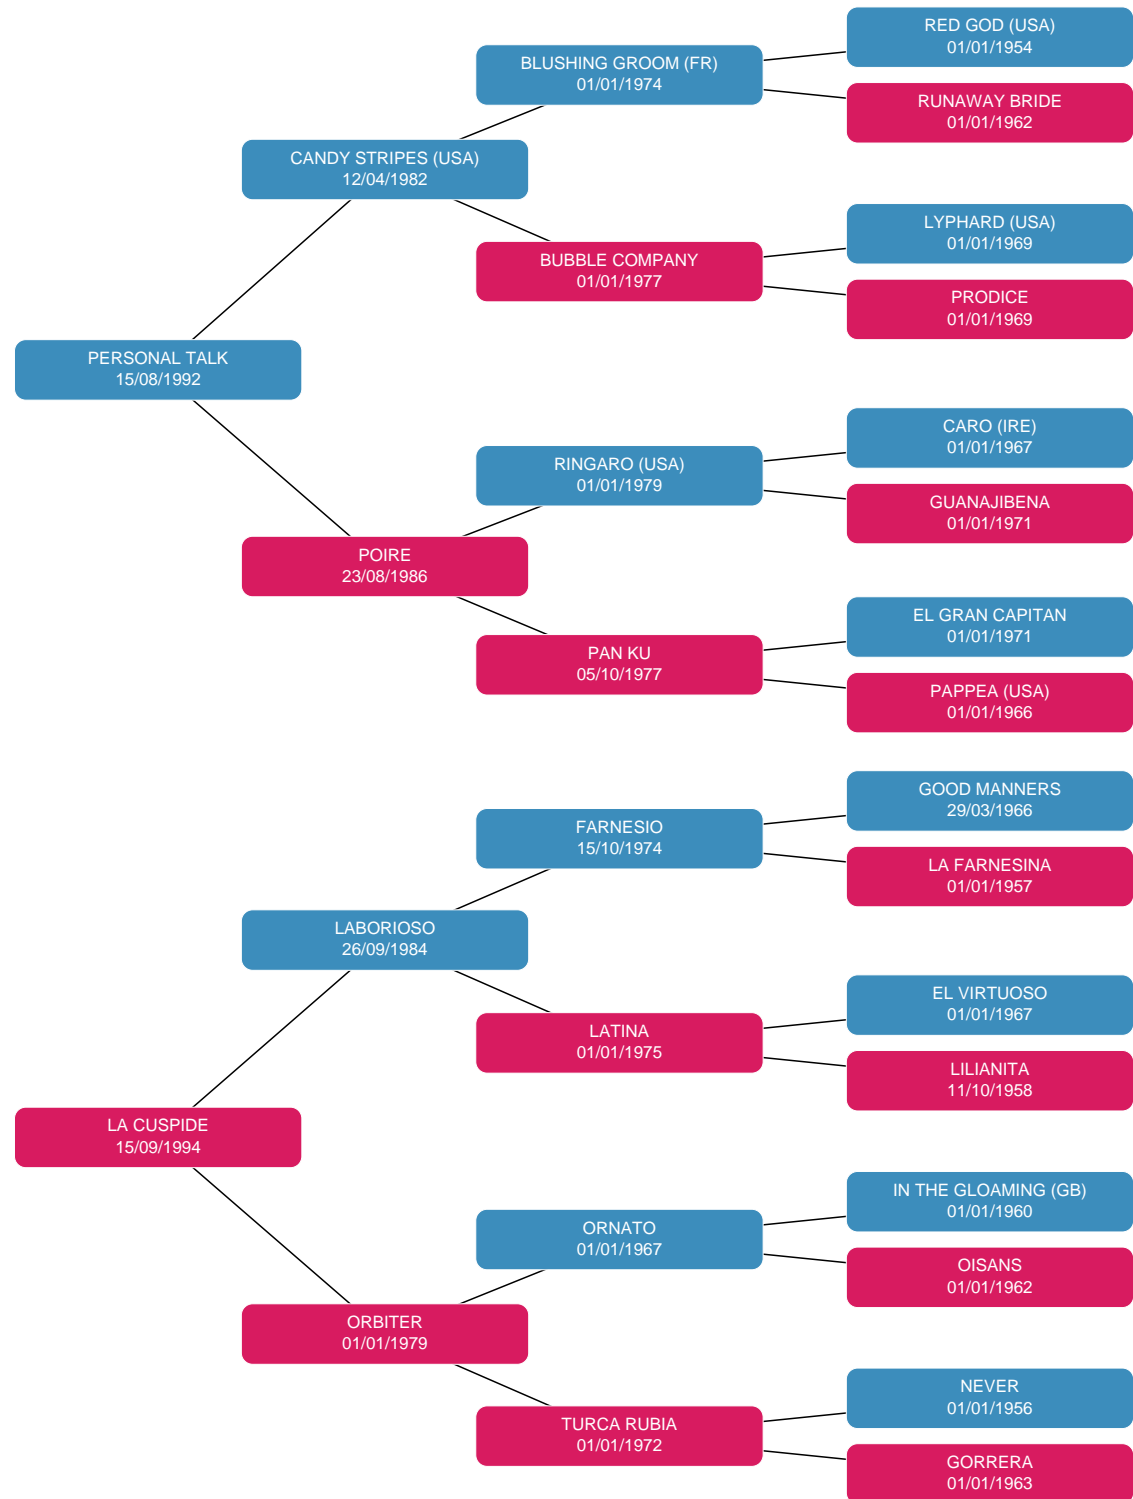 RED GOD (USA)
01/01/1954
BLUSHING GROOM (FR)
01/01/1974
RUNAWAY BRIDE
01/01/1962
CANDY STRIPES (USA)
12/04/1982
LYPHARD (USA)
01/01/1969
BUBBLE COMPANY
01/01/1977
PRODICE
01/01/1969
PERSONAL TALK
15/08/1992
CARO (IRE)
01/01/1967
RINGARO (USA)
01/01/1979
GUANAJIBENA
01/01/1971
POIRE
23/08/1986
EL GRAN CAPITAN
01/01/1971
PAN KU
05/10/1977
PAPPEA (USA)
01/01/1966
GOOD MANNERS
29/03/1966
FARNESIO
15/10/1974
LA FARNESINA
01/01/1957
LABORIOSO
26/09/1984
EL VIRTUOSO
01/01/1967
LATINA
01/01/1975
LILIANITA
11/10/1958
LA CUSPIDE
15/09/1994
IN THE GLOAMING (GB)
01/01/1960
ORNATO
01/01/1967
OISANS
01/01/1962
ORBITER
01/01/1979
NEVER
01/01/1956
TURCA RUBIA
01/01/1972
GORRERA
01/01/1963